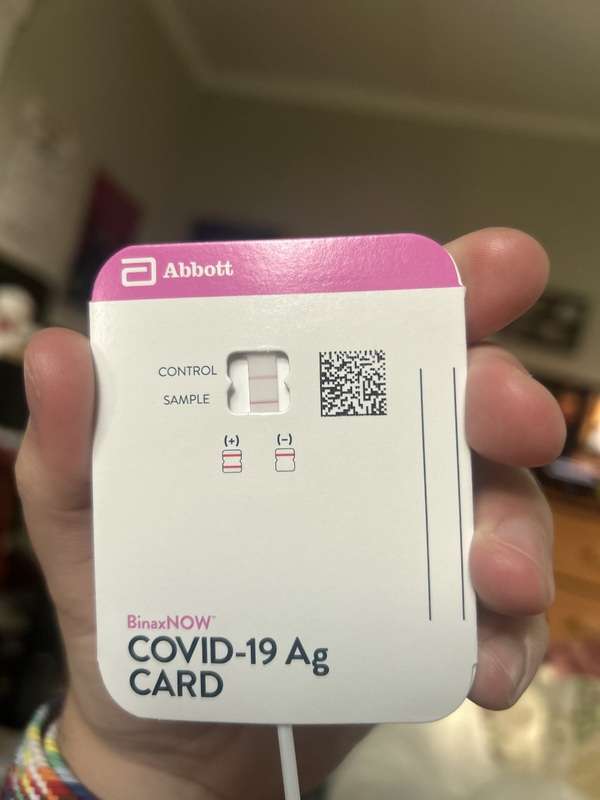 Abbott
CONTROL
SAMPLE
(+) (-)
BinaxNOW™
COVID-19 Ag
CARD